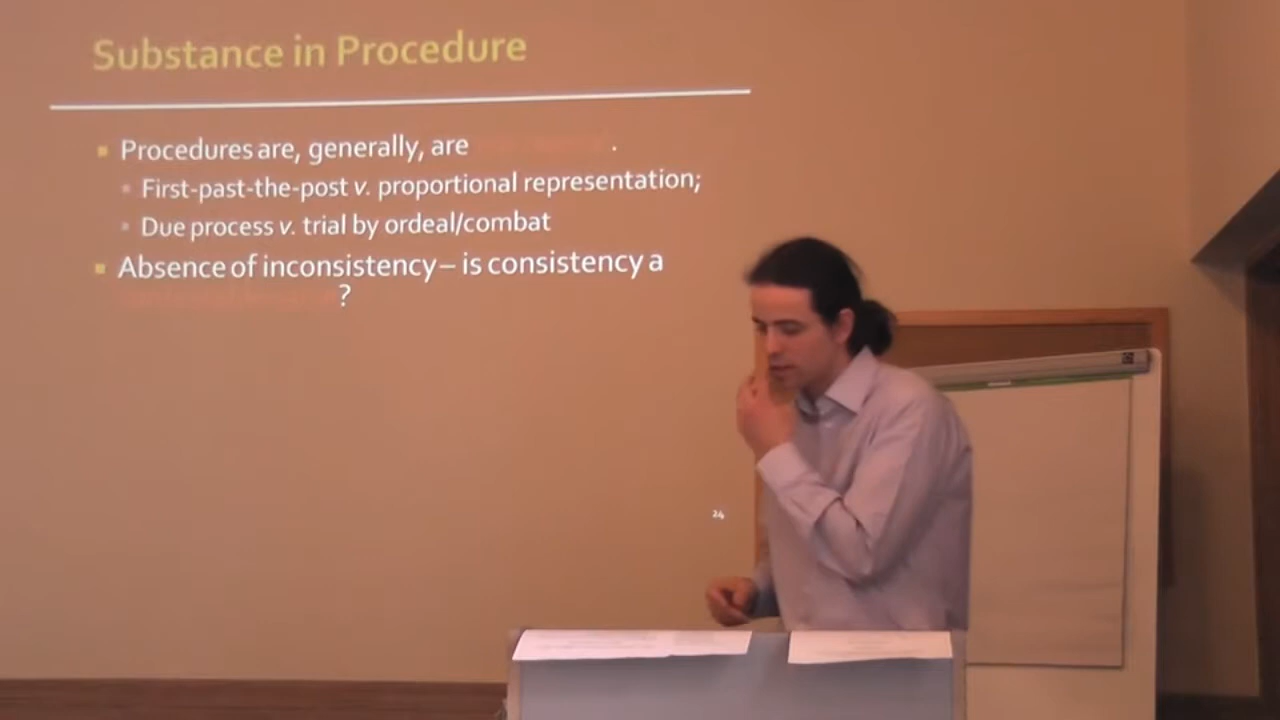 Substance in Procedure
Procedures are, generally, are .
First-past-the-post v. proportional representation;
Due process v. trial by ordeal/combat
Absence of inconsistency – is consistency a
?
24